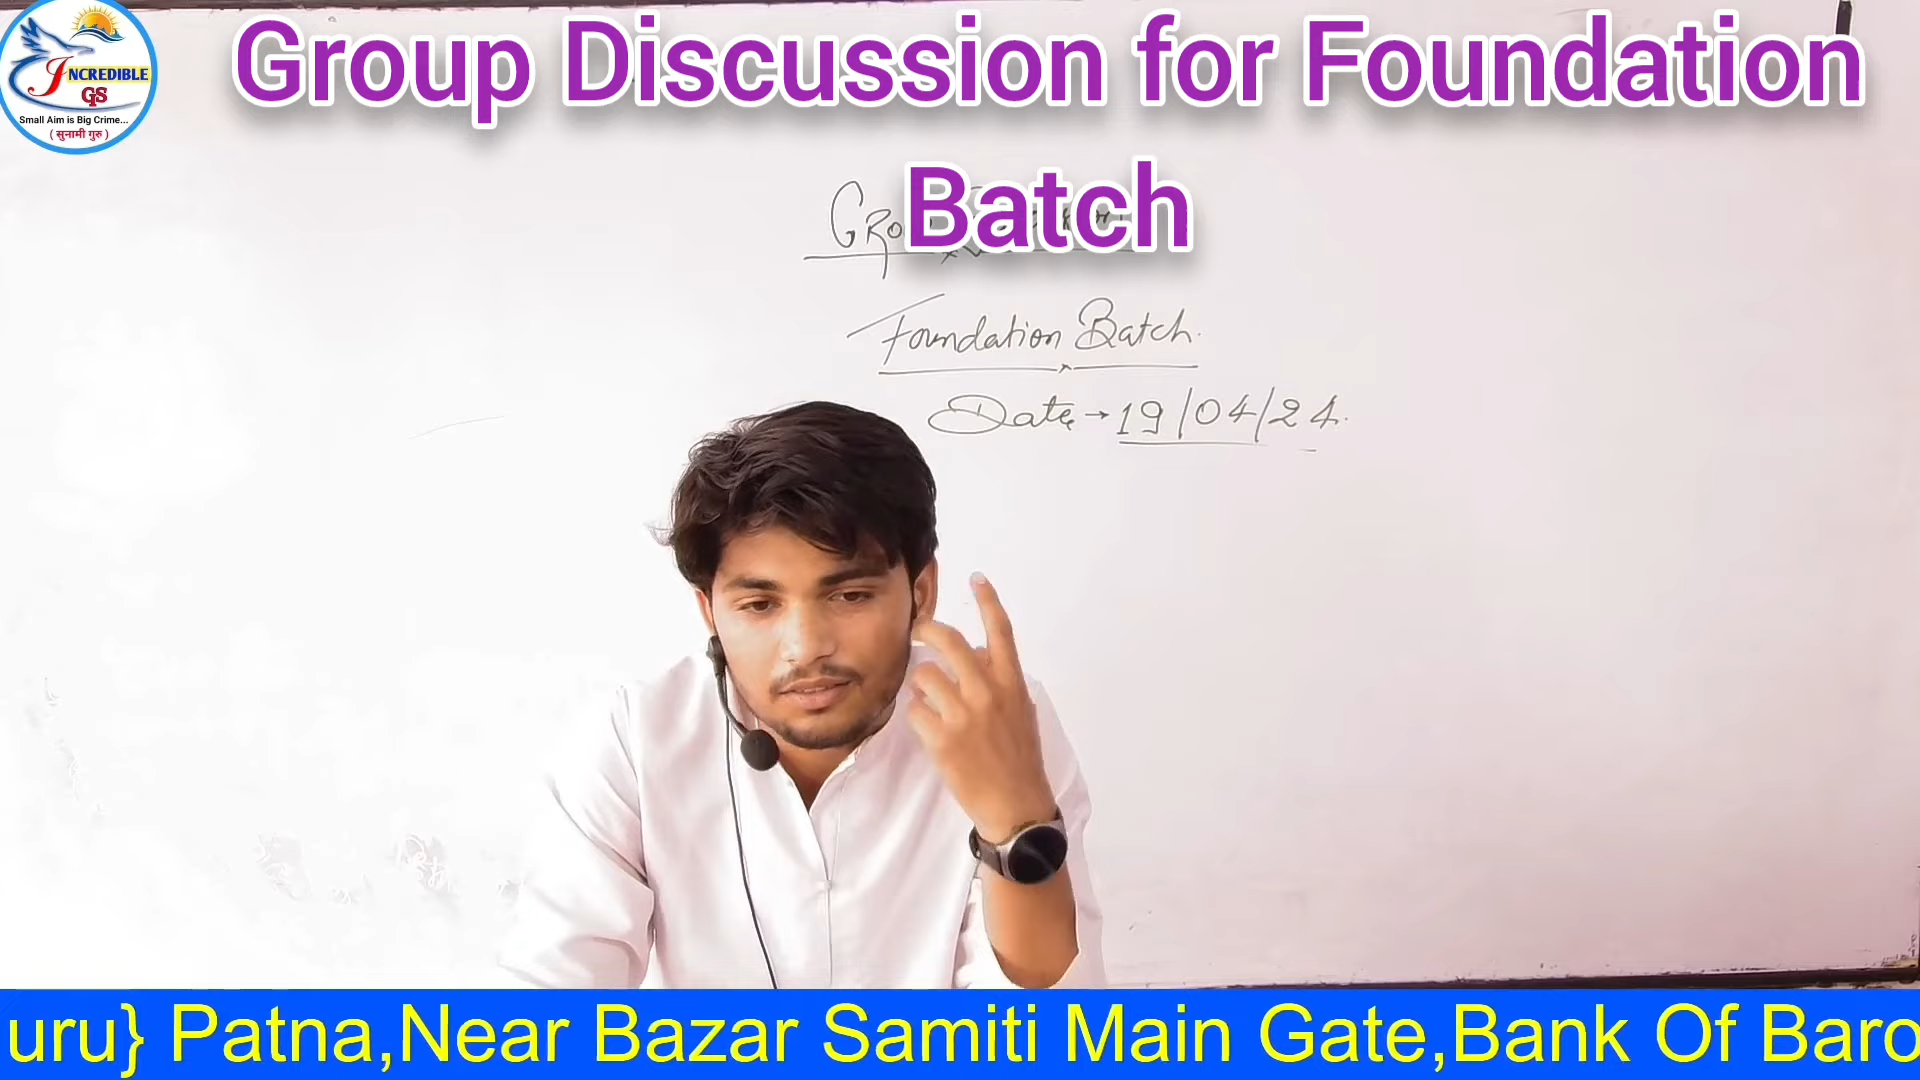 INCREDIBLE
GS
Small Aim is Big Crime...
( सुनामी गुरु )
Group Discussion for Foundation
Batch
Foundation Batch.
Date → 19/04/24.
uru} Patna,Near Bazar Samiti Main Gate,Bank Of Baro